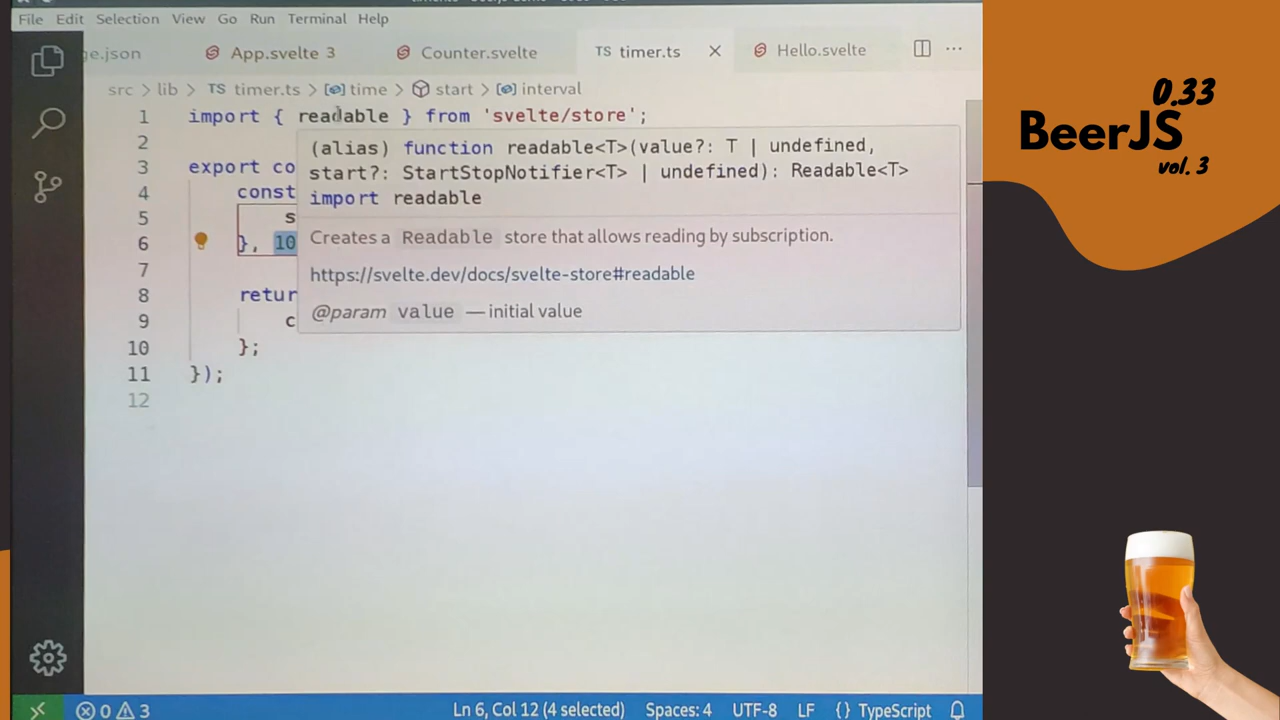 File Edit Selection View Go Run Terminal Help
App.svelte 3
Counter.svelte
TS timer.ts
Hello.svelte
src > lib > TS timer.ts > time > start > interval
1 import { readable } from 'svelte/store';
2
3 export co
4 const
5 s
6 }, 10
7
8 retur
9 c
10 };
11 });
12
(alias) function readable<T>(value?: T | undefined,
start?: StartStopNotifier<T> | undefined): Readable<T>
import readable
Creates a Readable store that allows reading by subscription.
https://svelte.dev/docs/svelte-store#readable
@param value — initial value
0 3
Ln 6, Col 12 (4 selected) Spaces: 4 UTF-8 LF {} TypeScript
0.33
BeerJS
vol. 3